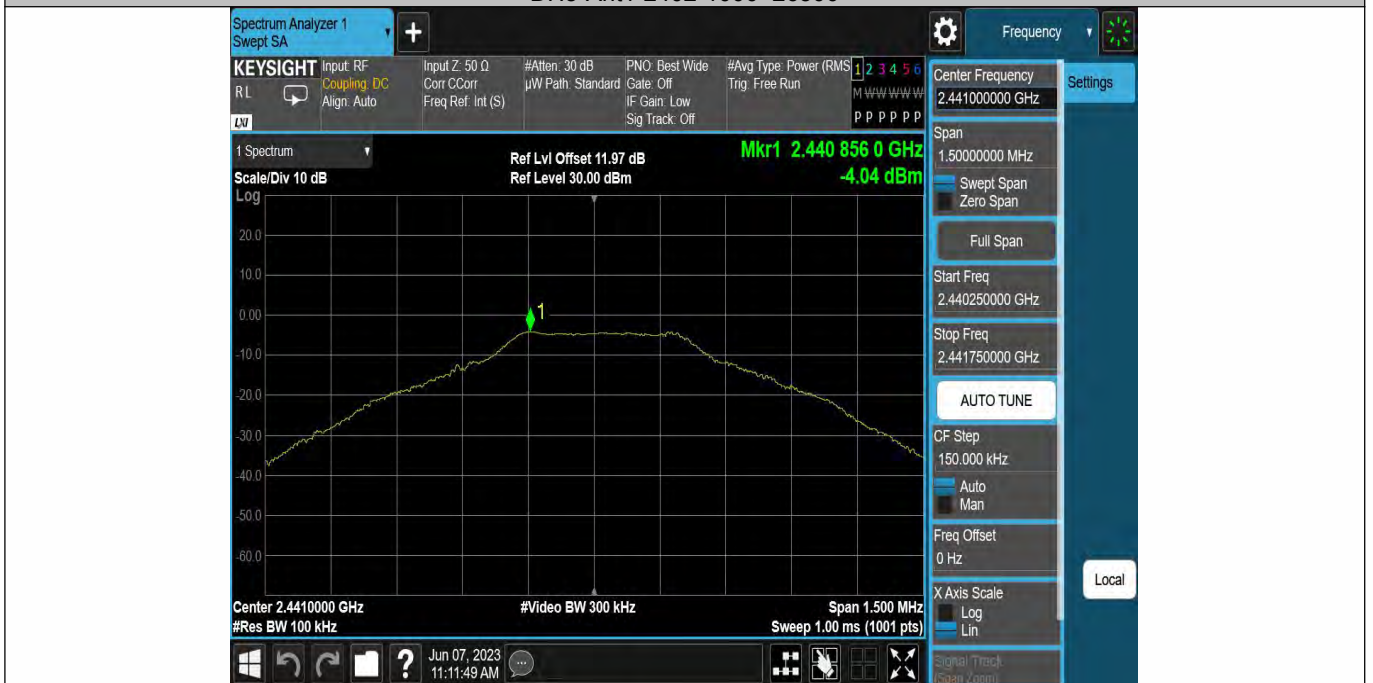 Spectrum Analyzer 1
Swept SA
Frequency
KEYSIGHT
R L
LXI
Input: RF
Coupling: DC
Align: Auto
Input Z: 50 Ω
Corr CCorr
Freq Ref: Int (S)
#Atten: 30 dB
µW Path: Standard
PNO: Best Wide
Gate: Off
IF Gain: Low
Sig Track: Off
#Avg Type: Power (RMS
Trig: Free Run
1 2 3 4 5 6
M W W W W W
P P P P P P
1 Spectrum
Scale/Div 10 dB
Log
Ref Lvl Offset 11.97 dB
Ref Level 30.00 dBm
Mkr1 2.440 856 0 GHz
-4.04 dBm
20.0
10.0
0.00
-10.0
-20.0
-30.0
-40.0
-50.0
-60.0
1
Center 2.4410000 GHz
#Video BW 300 kHz
Span 1.500 MHz
#Res BW 100 kHz
Sweep 1.00 ms (1001 pts)
Jun 07, 2023
11:11:49 AM
Center Frequency
2.441000000 GHz
Settings
Span
1.50000000 MHz
Swept Span
Zero Span
Full Span
Start Freq
2.440250000 GHz
Stop Freq
2.441750000 GHz
AUTO TUNE
CF Step
150.000 kHz
Auto
Man
Freq Offset
0 Hz
X Axis Scale
Log
Lin
Signal Track
(Span Zoom)
Local